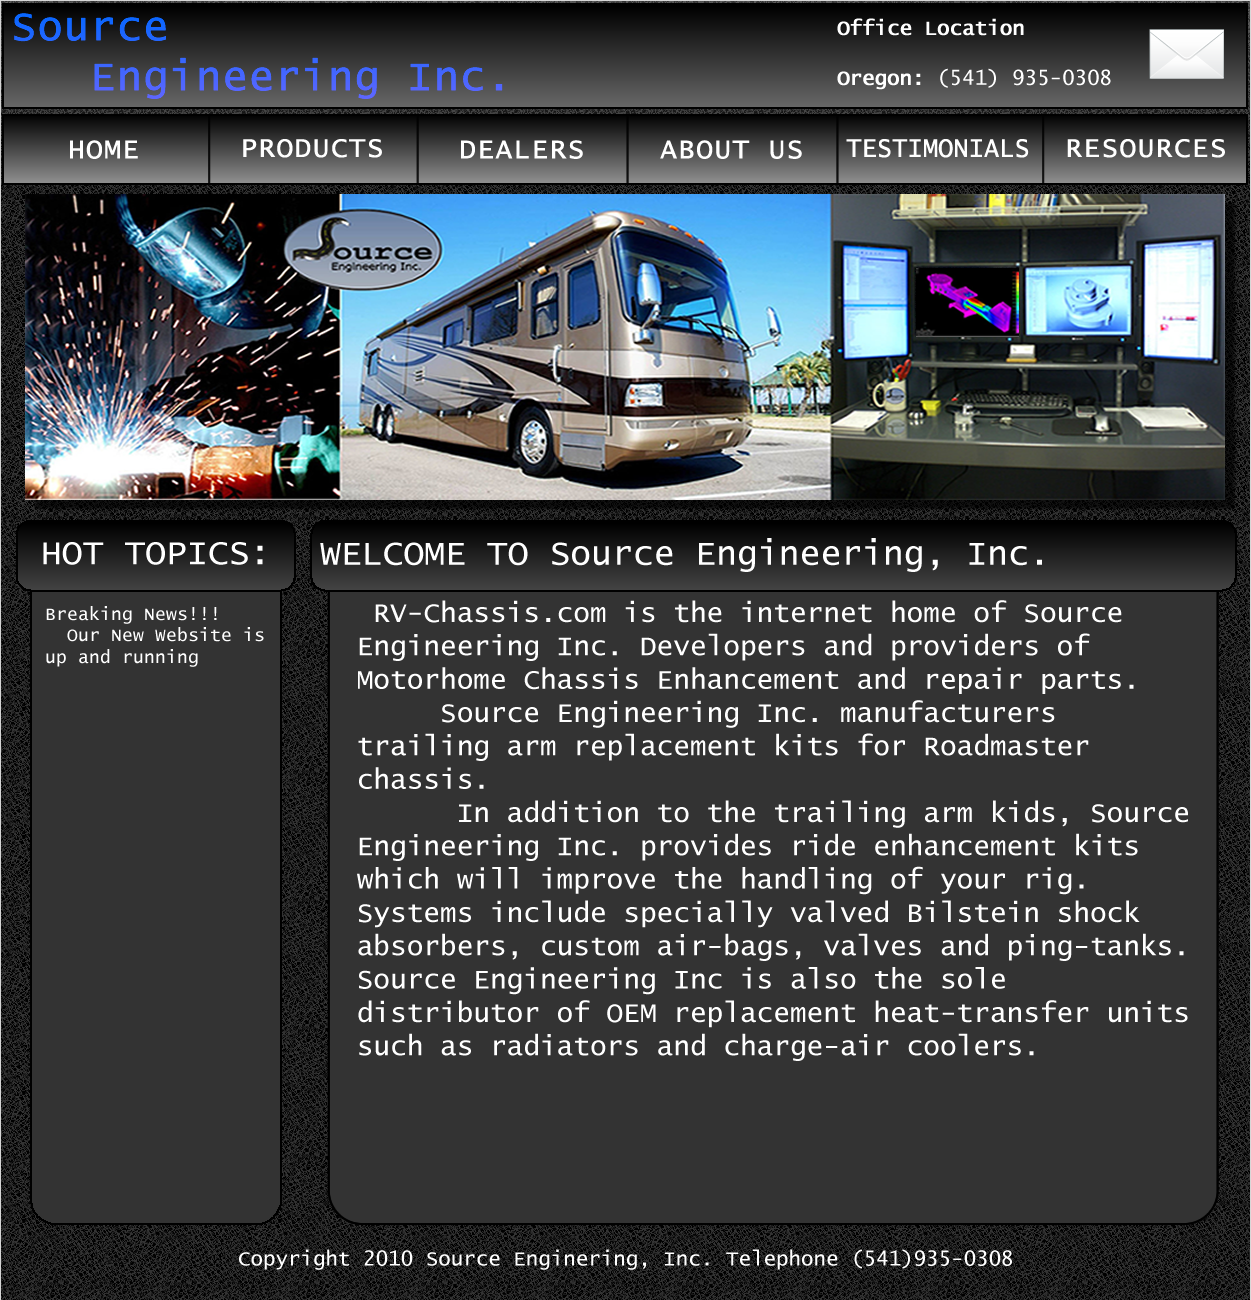 Source
Engineering Inc.
Office Location
Oregon: (541) 935-0308
HOME PRODUCTS DEALERS ABOUT US TESTIMONIALS RESOURCES
Source
Engineering Inc.
HOT TOPICS:
Breaking News!!!
Our New Website is
up and running
WELCOME TO Source Engineering, Inc.
RV-Chassis.com is the internet home of Source
Engineering Inc. Developers and providers of
Motorhome Chassis Enhancement and repair parts.
Source Engineering Inc. manufacturers
trailing arm replacement kits for Roadmaster
chassis.
In addition to the trailing arm kids, Source
Engineering Inc. provides ride enhancement kits
which will improve the handling of your rig.
Systems include specially valved Bilstein shock
absorbers, custom air-bags, valves and ping-tanks.
Source Engineering Inc is also the sole
distributor of OEM replacement heat-transfer units
such as radiators and charge-air coolers.
Copyright 2010 Source Enginering, Inc. Telephone (541)935-0308